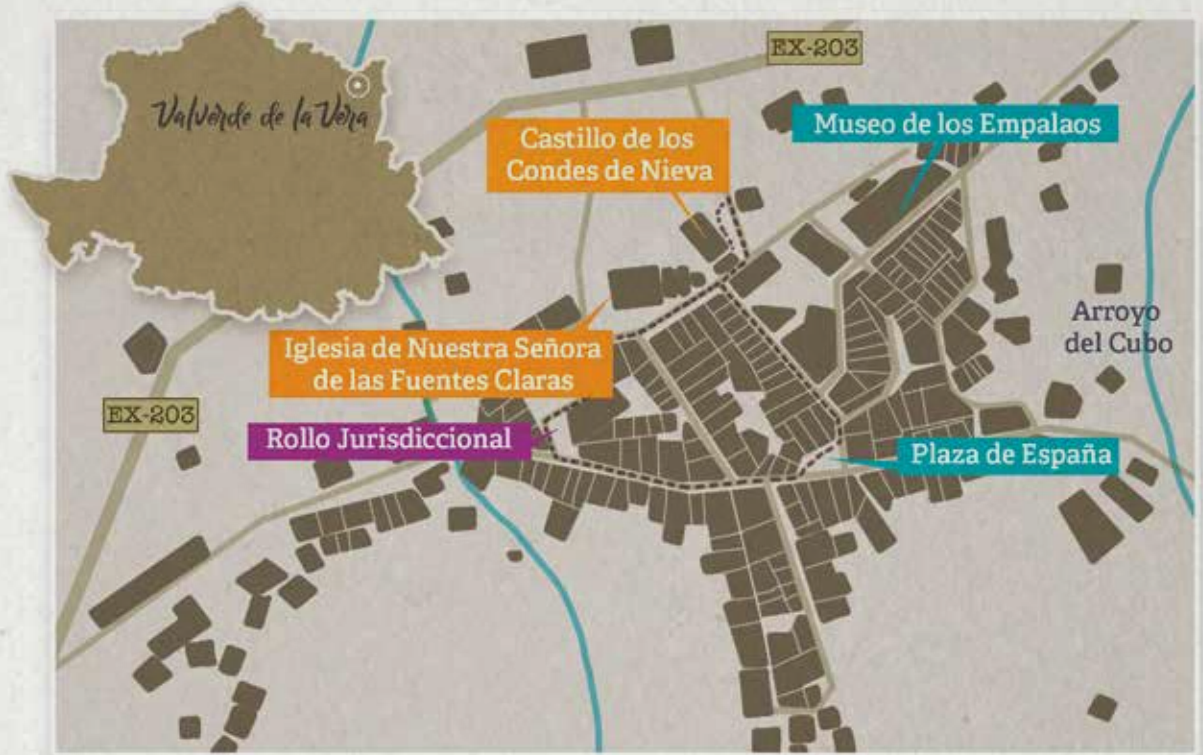 Valverde de la Vera
EX-203
Castillo de los
Condes de Nieva
Museo de los Empalaos
Arroyo
del Cubo
Iglesia de Nuestra Señora
de las Fuentes Claras
EX-203
Rollo Jurisdiccional
Plaza de España